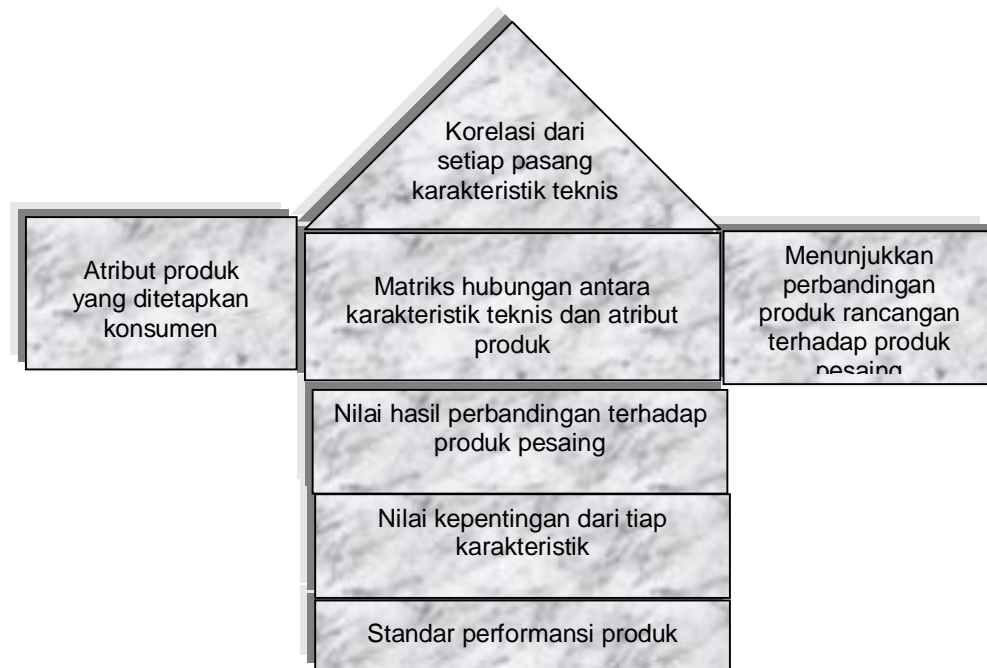 Korelasi dari
setiap pasang
karakteristik teknis
Atribut produk
yang ditetapkan
konsumen
Matriks hubungan antara
karakteristik teknis dan atribut
produk
Menunjukkan
perbandingan
produk rancangan
terhadap produk
pesaing
Nilai hasil perbandingan terhadap
produk pesaing
Nilai kepentingan dari tiap
karakteristik
Standar performansi produk